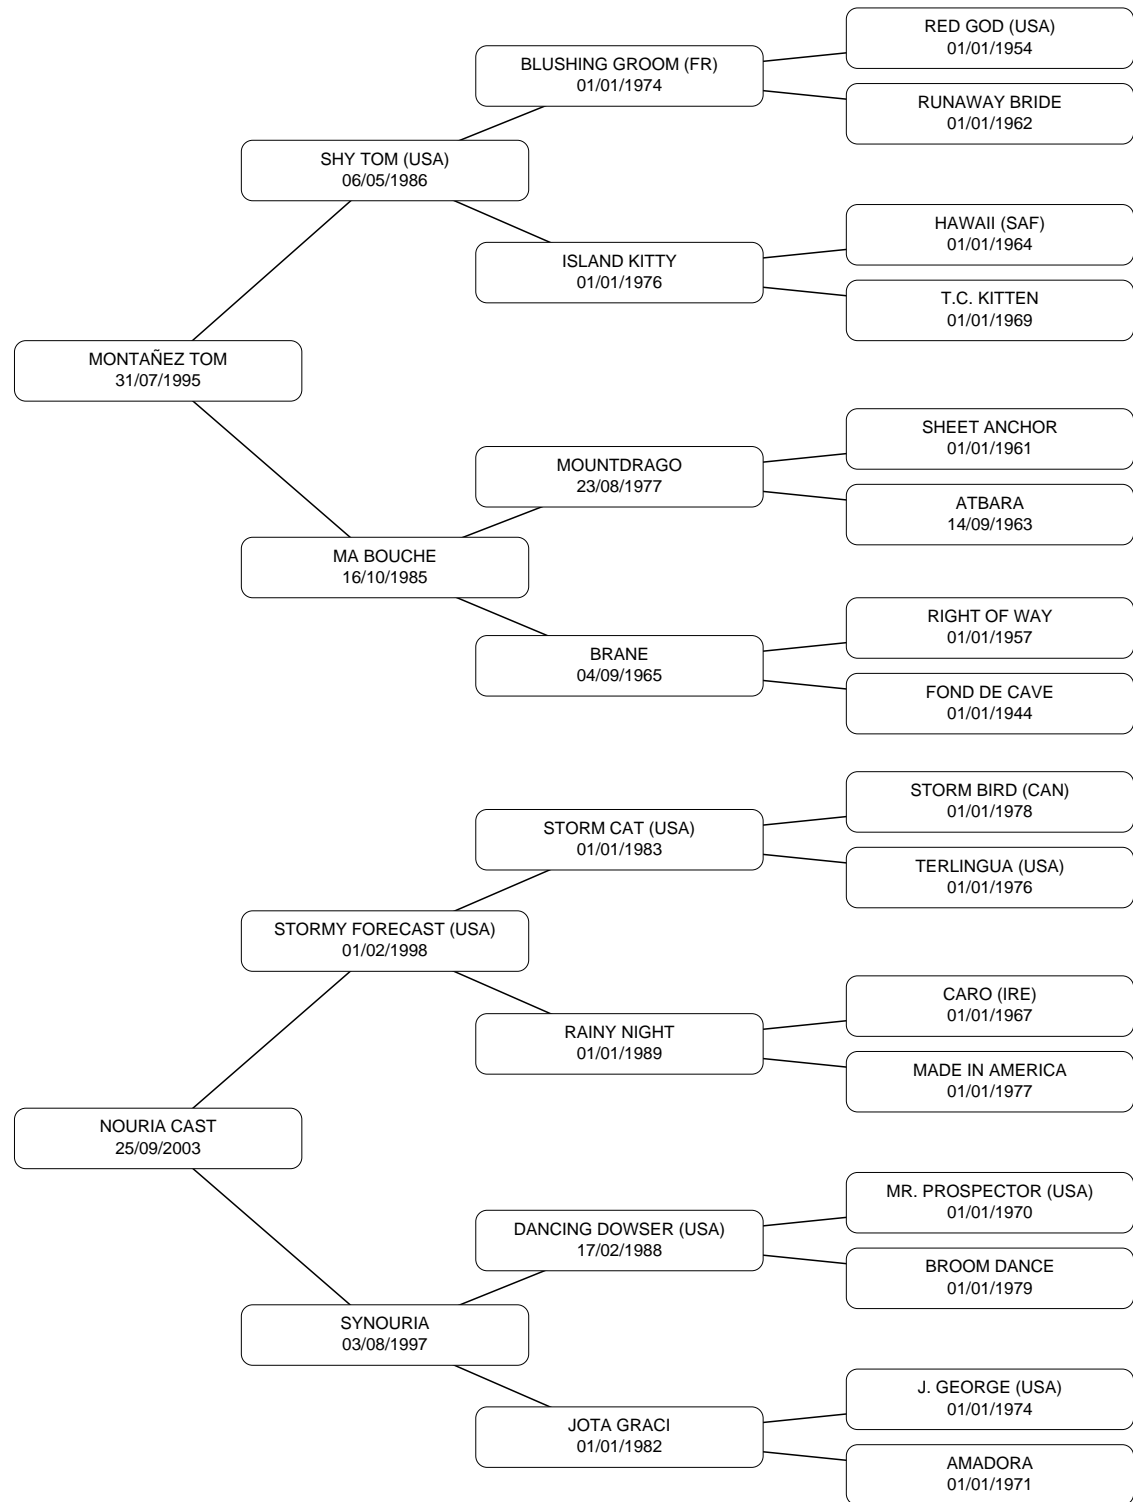 RED GOD (USA)
01/01/1954
BLUSHING GROOM (FR)
01/01/1974
RUNAWAY BRIDE
01/01/1962
SHY TOM (USA)
06/05/1986
HAWAII (SAF)
01/01/1964
ISLAND KITTY
01/01/1976
T.C. KITTEN
01/01/1969
MONTAÑEZ TOM
31/07/1995
SHEET ANCHOR
01/01/1961
MOUNTDRAGO
23/08/1977
ATBARA
14/09/1963
MA BOUCHE
16/10/1985
RIGHT OF WAY
01/01/1957
BRANE
04/09/1965
FOND DE CAVE
01/01/1944
STORM BIRD (CAN)
01/01/1978
STORM CAT (USA)
01/01/1983
TERLINGUA (USA)
01/01/1976
STORMY FORECAST (USA)
01/02/1998
CARO (IRE)
01/01/1967
RAINY NIGHT
01/01/1989
MADE IN AMERICA
01/01/1977
NOURIA CAST
25/09/2003
MR. PROSPECTOR (USA)
01/01/1970
DANCING DOWSER (USA)
17/02/1988
BROOM DANCE
01/01/1979
SYNOURIA
03/08/1997
J. GEORGE (USA)
01/01/1974
JOTA GRACI
01/01/1982
AMADORA
01/01/1971